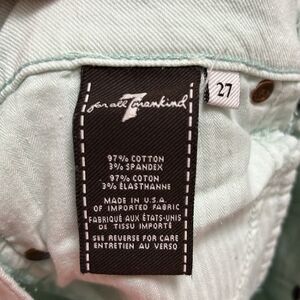 for all 7 mankind
27
97% COTTON
3% SPANDEX
97% COTON
3% ÉLASTHANNE
MADE IN U.S.A.
OF IMPORTED FABRIC
FABRIQUÉ AUX ÉTATS-UNIS
DE TISSU IMPORTÉ
SEE REVERSE FOR CARE
ENTRETIEN AU VERSO